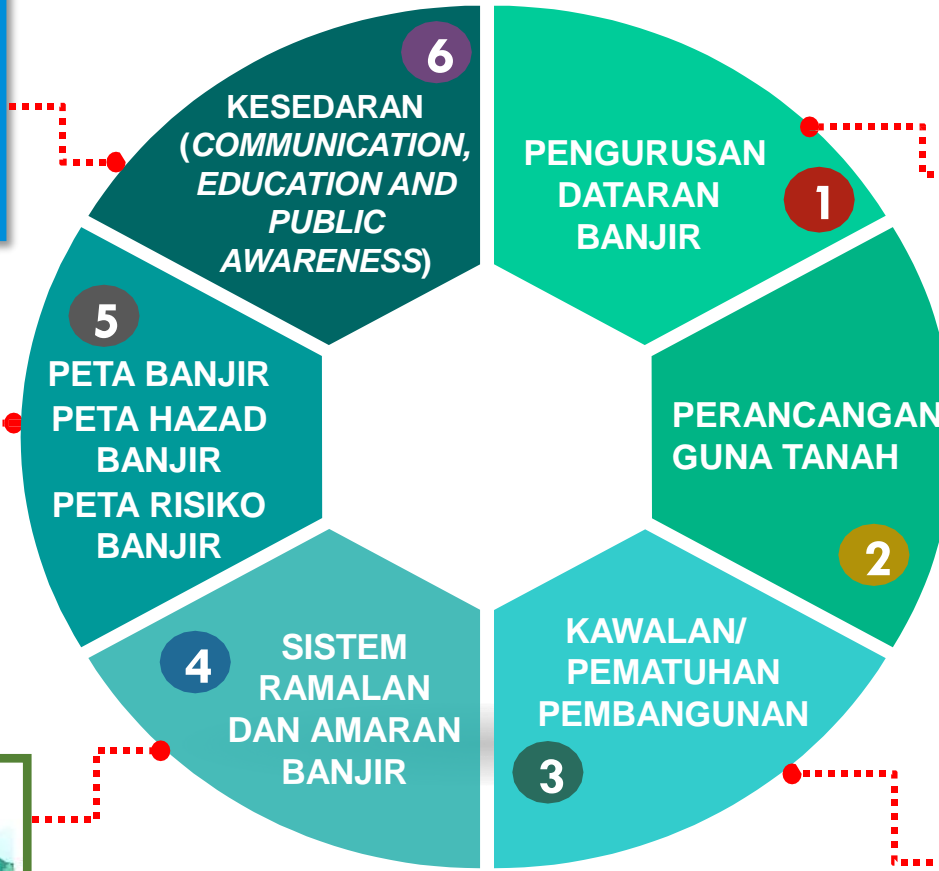 1
PENGURUSAN
DATARAN
BANJIR
2
PERANCANGAN
GUNA TANAH
3
KAWALAN/
PEMATUHAN
PEMBANGUNAN
4
SISTEM
RAMALAN
DAN AMARAN
BANJIR
5
PETA BANJIR
PETA HAZAD
BANJIR
PETA RISIKO
BANJIR
6
KESEDARAN
(COMMUNICATION,
EDUCATION AND
PUBLIC
AWARENESS)